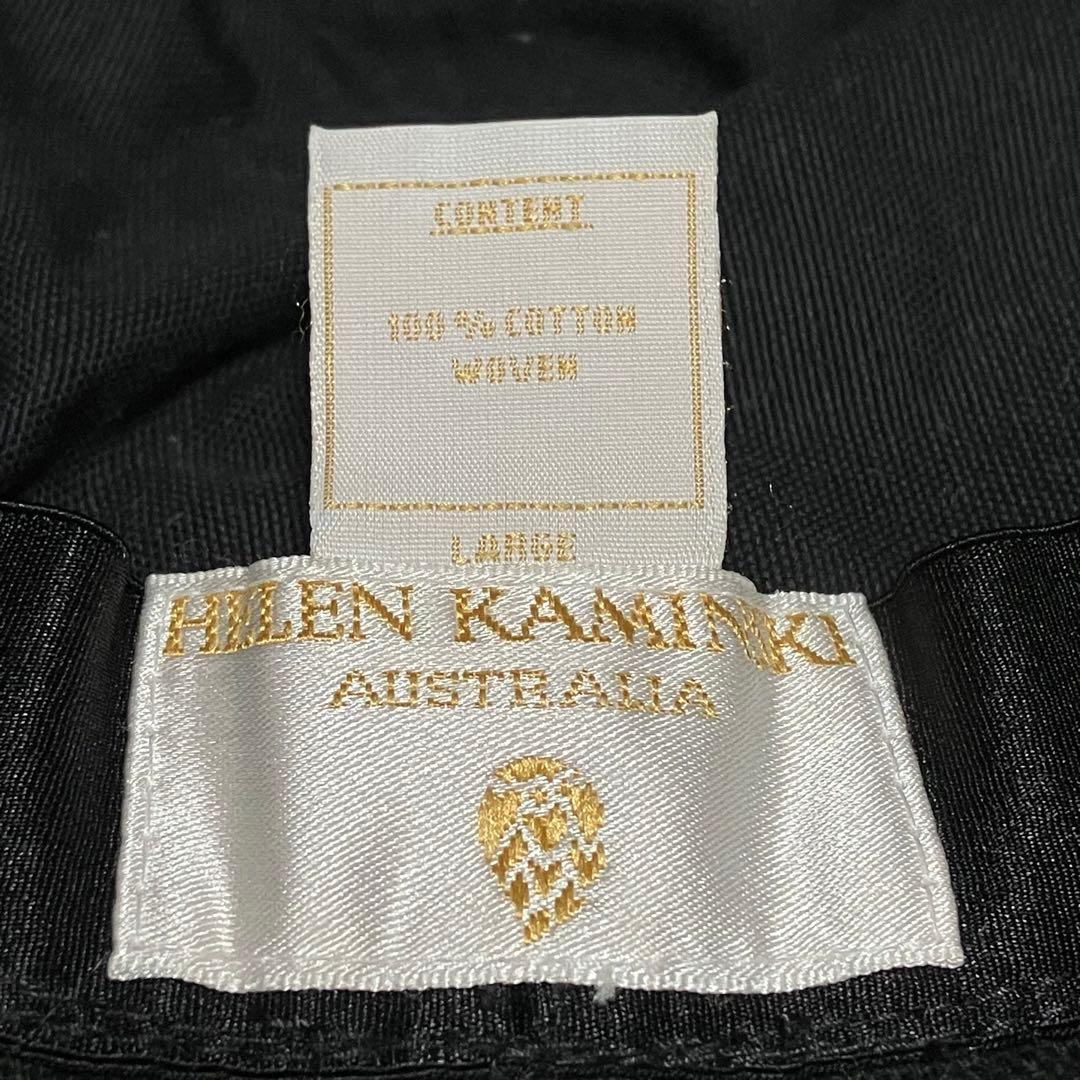 CONTENT
100% COTTON
WOVEN
LARGE
HELEN KAMINSKI
AUSTRALIA